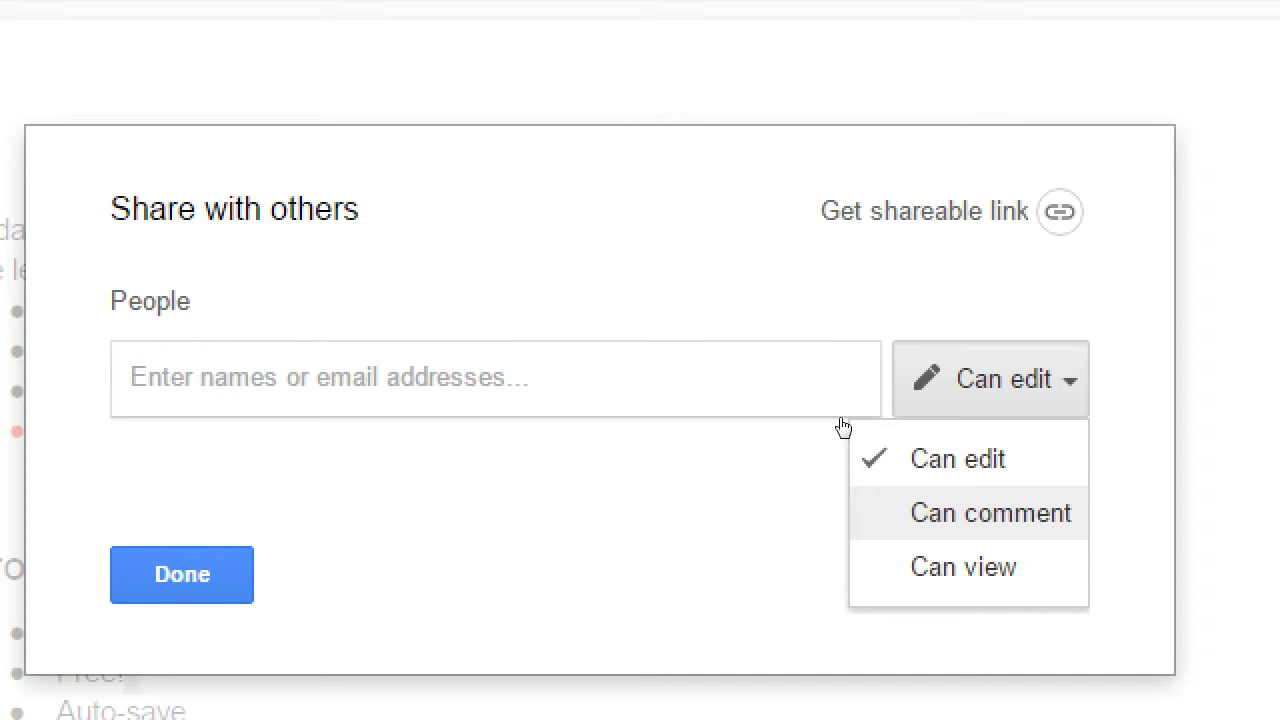 Share with others
Get shareable link
People
Enter names or email addresses...
Can edit
Can edit
Can comment
Can view
Done
Free!
Auto-save